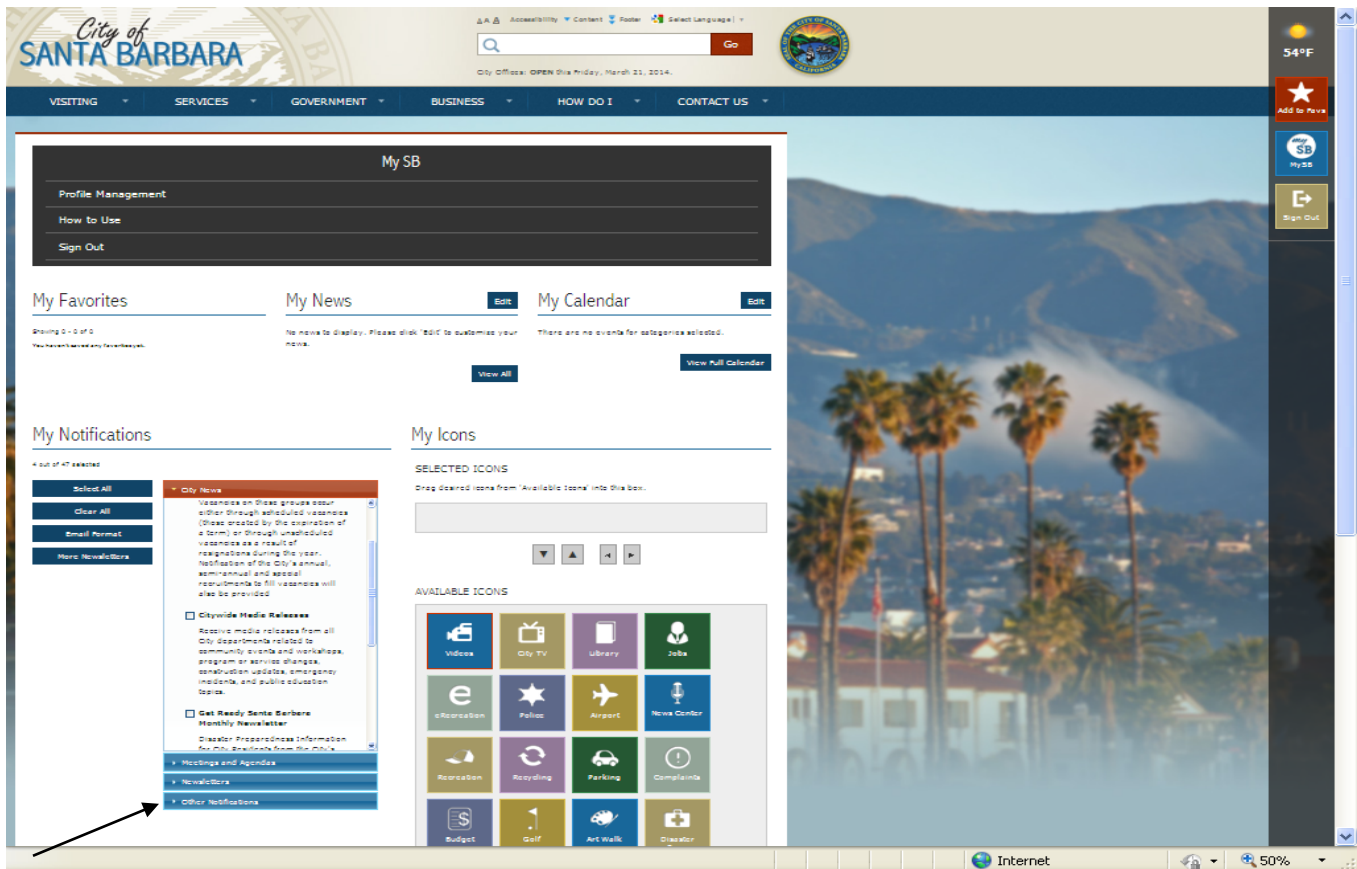 City of
SANTA BARBARA
A A A Accessibility Content Footer Select Language
Go
City Offices: OPEN this Friday, March 21, 2014.
54°F
Add to Favs
my
SB
MySB
Sign Out
VISITING SERVICES GOVERNMENT BUSINESS HOW DO I CONTACT US
My SB
Profile Management
How to Use
Sign Out
My Favorites
Showing 0 - 0 of 0
You haven't saved any favorites yet.
My News
Edit
No news to display. Please click 'Edit' to customize your
news.
View All
My Calendar
Edit
There are no events for categories selected.
View Full Calendar
My Notifications
4 out of 47 selected
Select All
Clear All
Email Format
More Newsletters
City News
Vacancies on these groups occur
either through scheduled vacancies
(those created by the expiration of
a term) or through unscheduled
vacancies as a result of
resignations during the year.
Notification of the City's annual,
semi-annual and special
recruitments to fill vacancies will
also be provided
Citywide Media Releases
Receive media releases from all
City departments related to
community events and workshops,
program or service changes,
construction updates, emergency
incidents, and public education
topics.
Get Ready Santa Barbara
Monthly Newsletter
Disaster Preparedness Information
for City Residents from the City's
Meetings and Agendas
Newsletters
Other Notifications
My Icons
SELECTED ICONS
Drag desired icons from 'Available Icons' into this box.
AVAILABLE ICONS
Videos City TV Library Jobs
eRecreation Police Airport News Center
Recreation Recycling Parking Complaints
Budget Golf Art Walk Disaster
Internet
50%